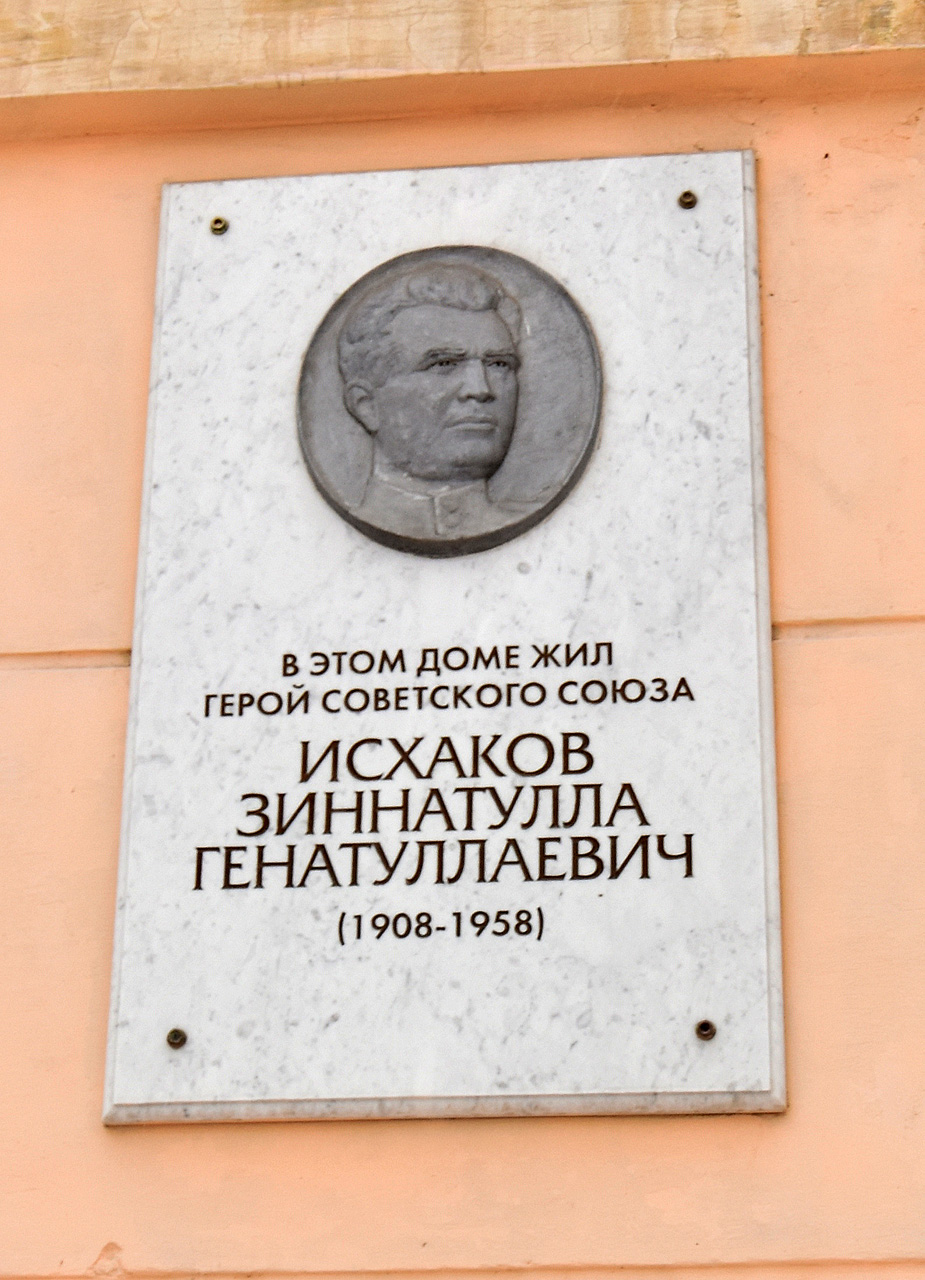 В ЭТОМ ДОМЕ ЖИЛ
ГЕРОЙ СОВЕТСКОГО СОЮЗА
ИСХАКОВ
ЗИННАТУЛЛА
ГЕНАТУЛЛАЕВИЧ
(1908-1958)